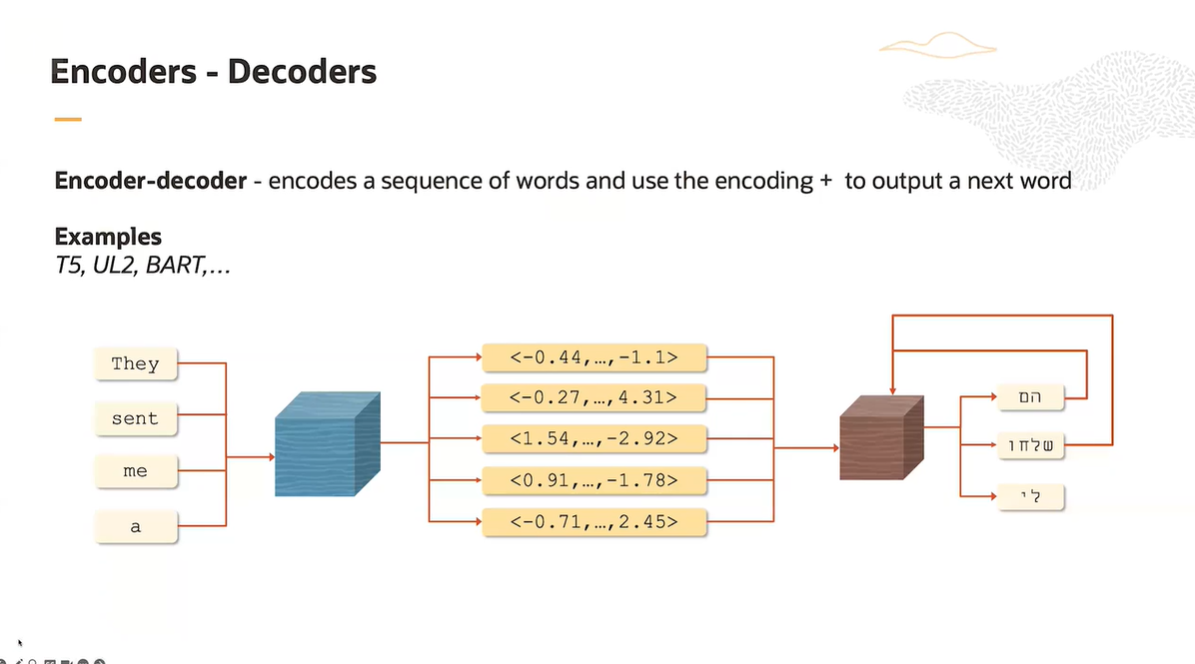 Encoders - Decoders
Encoder-decoder - encodes a sequence of words and use the encoding + to output a next word
Examples
T5, UL2, BART,...
They
sent
me
a
<-0.44,…,-1.1>
<-0.27,…,4.31>
<1.54,…,-2.92>
<0.91,…,-1.78>
<-0.71,…,2.45>
הם
שלחו
לי